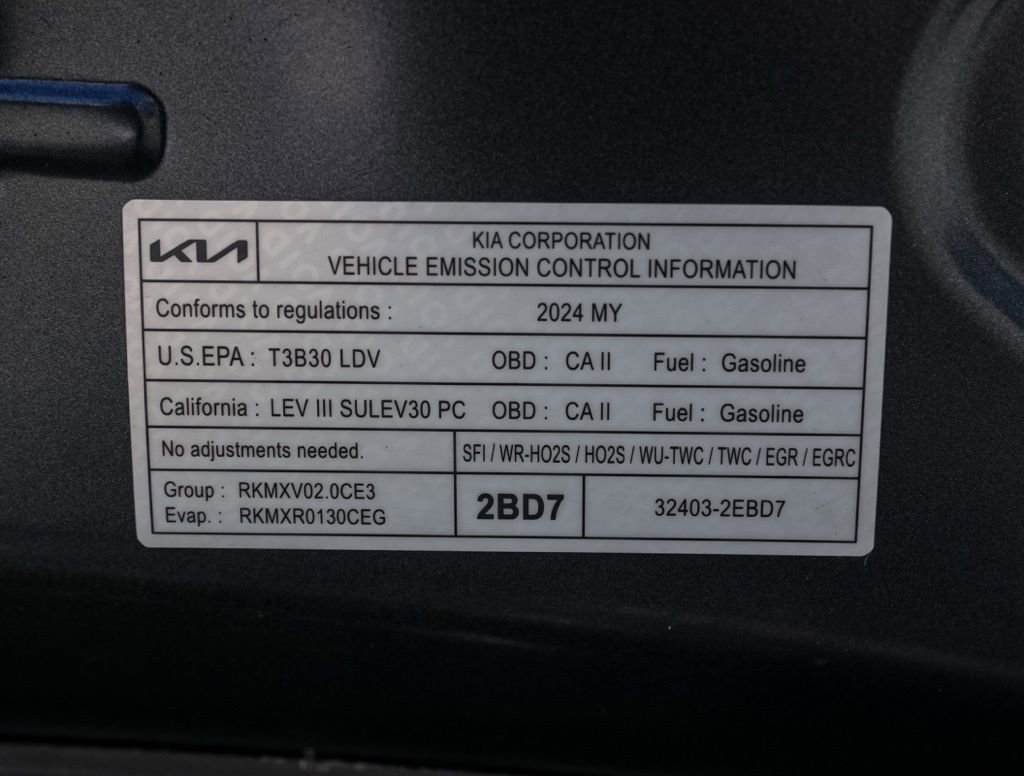 KIA
KIA CORPORATION
VEHICLE EMISSION CONTROL INFORMATION
Conforms to regulations : 2024 MY
U.S.EPA : T3B30 LDV OBD : CA II Fuel : Gasoline
California : LEV III SULEV30 PC OBD : CA II Fuel : Gasoline
No adjustments needed. SFI / WR-HO2S / HO2S / WU-TWC / TWC / EGR / EGRC
Group : RKMXV02.0CE3
Evap. : RKMXR0130CEG
2BD7
32403-2EBD7